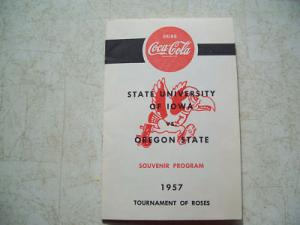 DRINK
Coca-Cola
STATE UNIVERSITY
OF IOWA
VS.
OREGON STATE
SOUVENIR PROGRAM
1957
TOURNAMENT OF ROSES